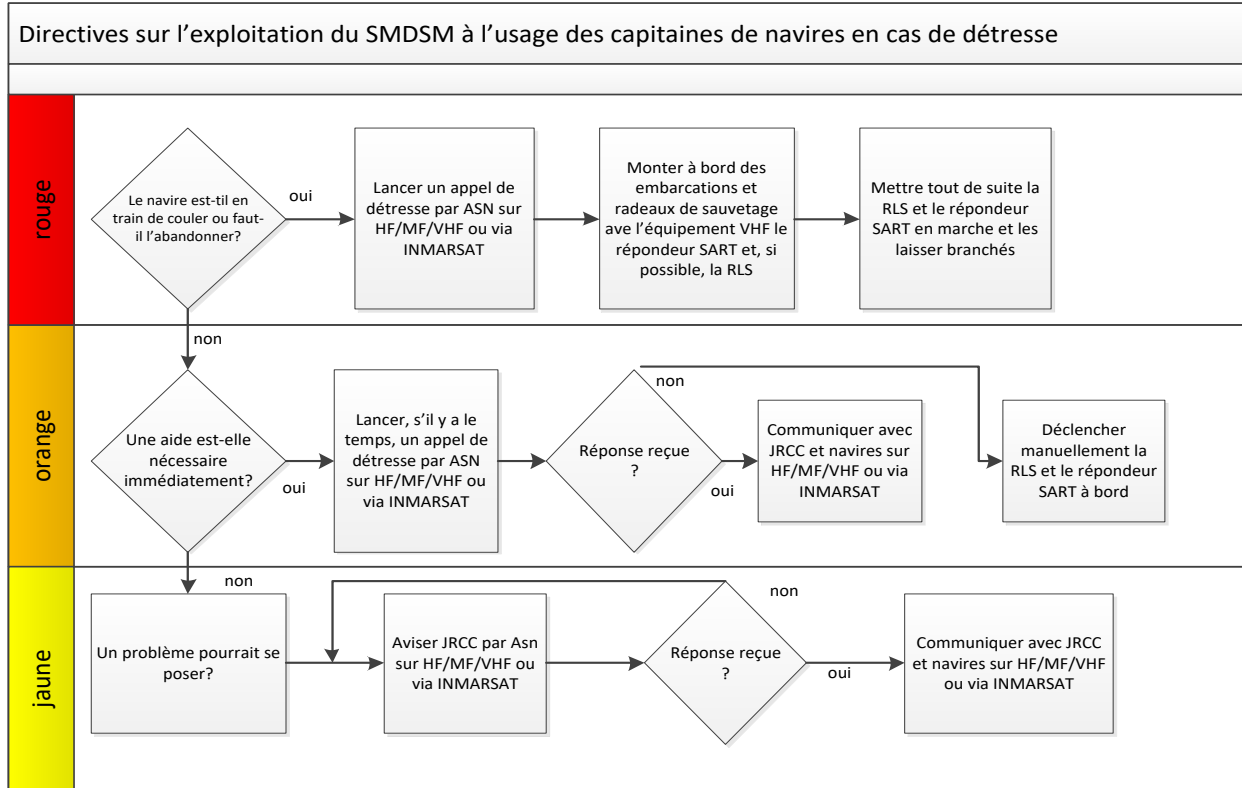 Directives sur l'exploitation du SMDSM à l'usage des capitaines de navires en cas de détresse
rouge
Le navire est-til en
train de couler ou faut-
il l'abandonner?
oui
Lancer un appel de
détresse par ASN sur
HF/MF/VHF ou via
INMARSAT
Monter à bord des
embarcations et
radeaux de sauvetage
ave l'équipement VHF le
répondeur SART et, si
possible, la RLS
Mettre tout de suite la
RLS et le répondeur
SART en marche et les
laisser branchés
non
orange
Une aide est-elle
nécessaire
immédiatement?
oui
Lancer, s'il y a le
temps, un appel de
détresse par ASN
sur HF/MF/VHF ou
via INMARSAT
Réponse reçue
?
non
oui
Communiquer avec
JRCC et navires sur
HF/MF/VHF ou via
INMARSAT
Déclencher
manuellement la
RLS et le répondeur
SART à bord
non
jaune
Un problème pourrait se
poser?
Aviser JRCC par Asn
sur HF/MF/VHF ou
via INMARSAT
Réponse reçue
?
non
oui
Communiquer avec JRCC
et navires sur HF/MF/VHF
ou via INMARSAT